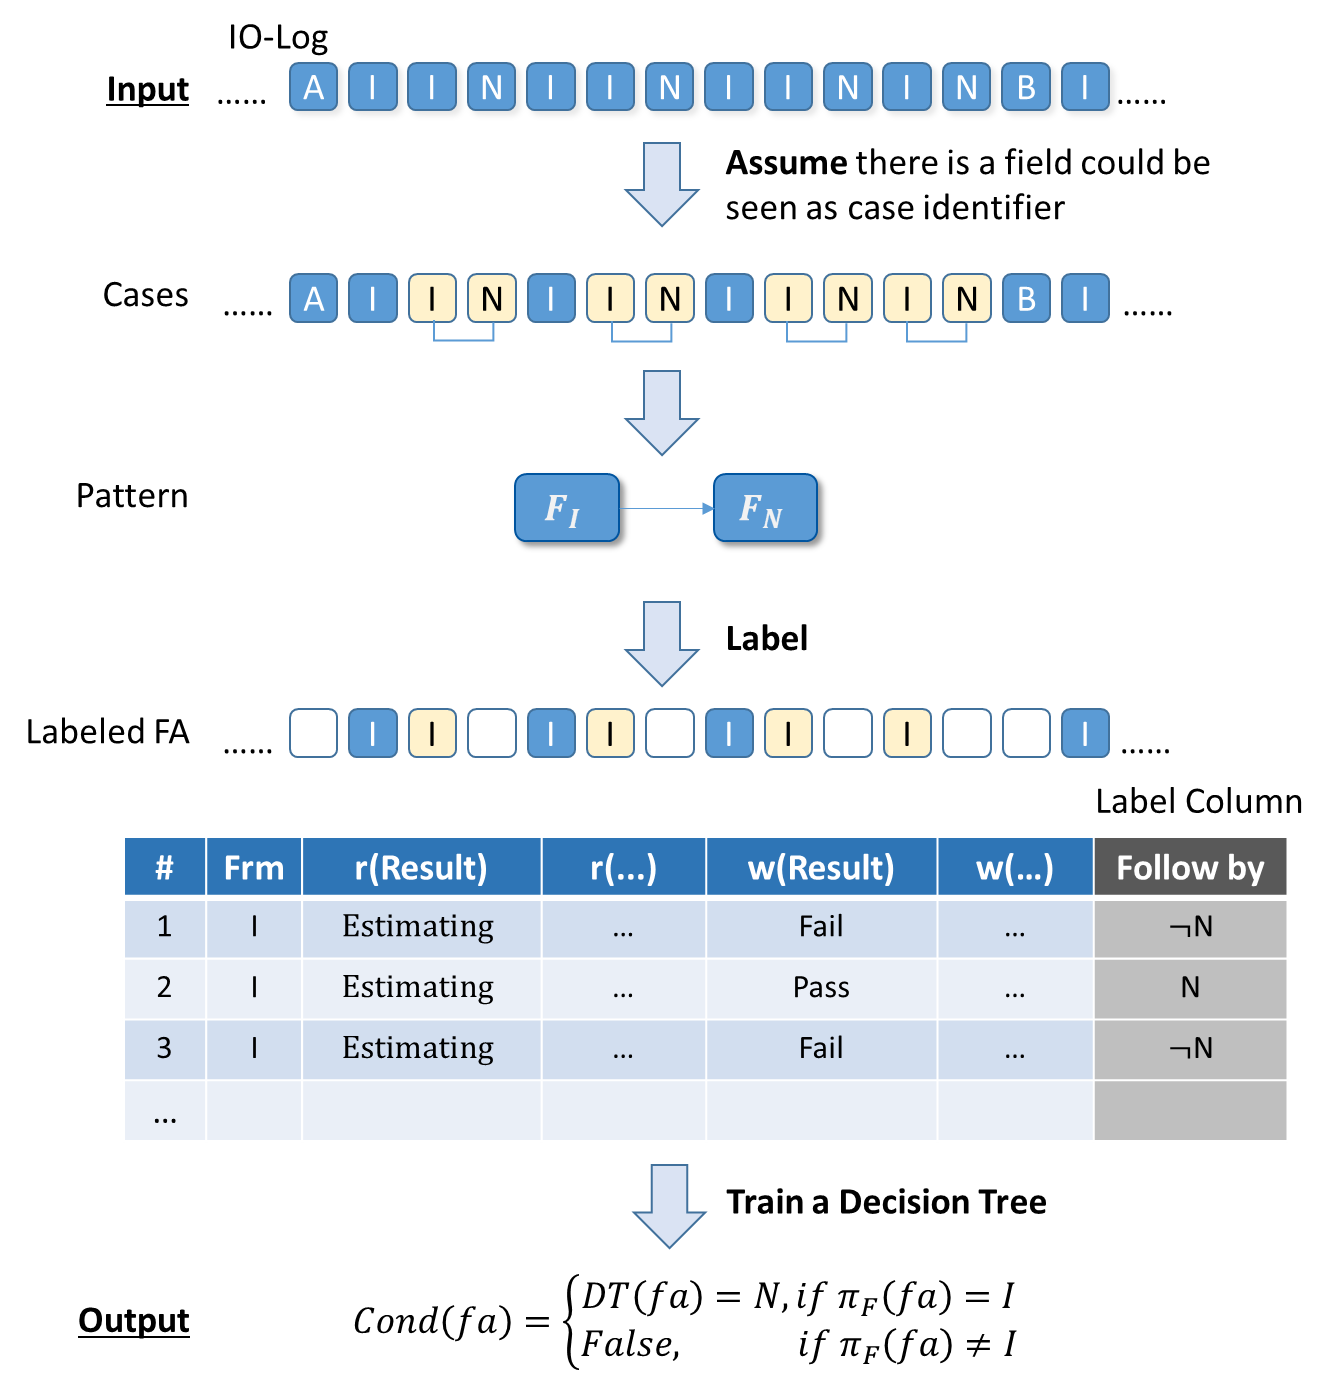 IO-Log
Input ...... A I I N I I N I I N I N B I ......
Assume there is a field could be
seen as case identifier
Cases ...... A I I N I I N I I N I N B I ......
Pattern F_I F_N
Label
Labeled FA ...... I I I I I I I I ......
Label Column
# Frm r(Result) r(...) w(Result) w(...) Follow by
1 I Estimating ... Fail ... ¬N
2 I Estimating ... Pass ... N
3 I Estimating ... Fail ... ¬N
...
Train a Decision Tree
Output Cond(fa) = { DT(fa) = N, if π_F(fa) = I
False, if π_F(fa) ≠ I